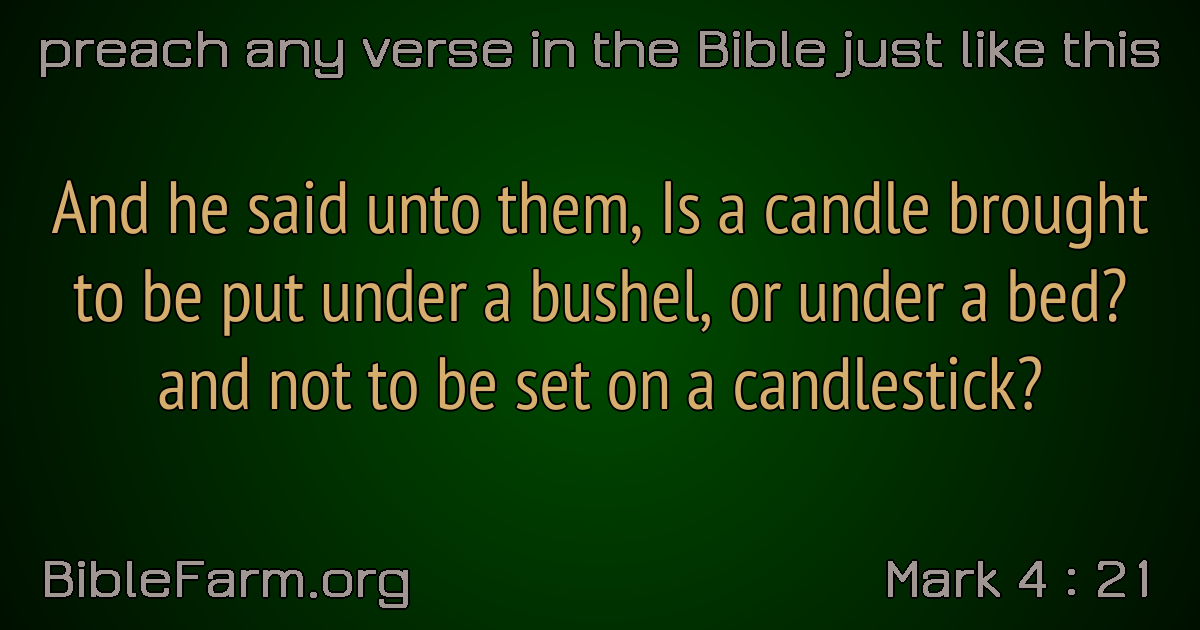 preach any verse in the Bible just like this
And he said unto them, Is a candle brought
to be put under a bushel, or under a bed?
and not to be set on a candlestick?
BibleFarm.org
Mark 4 : 21